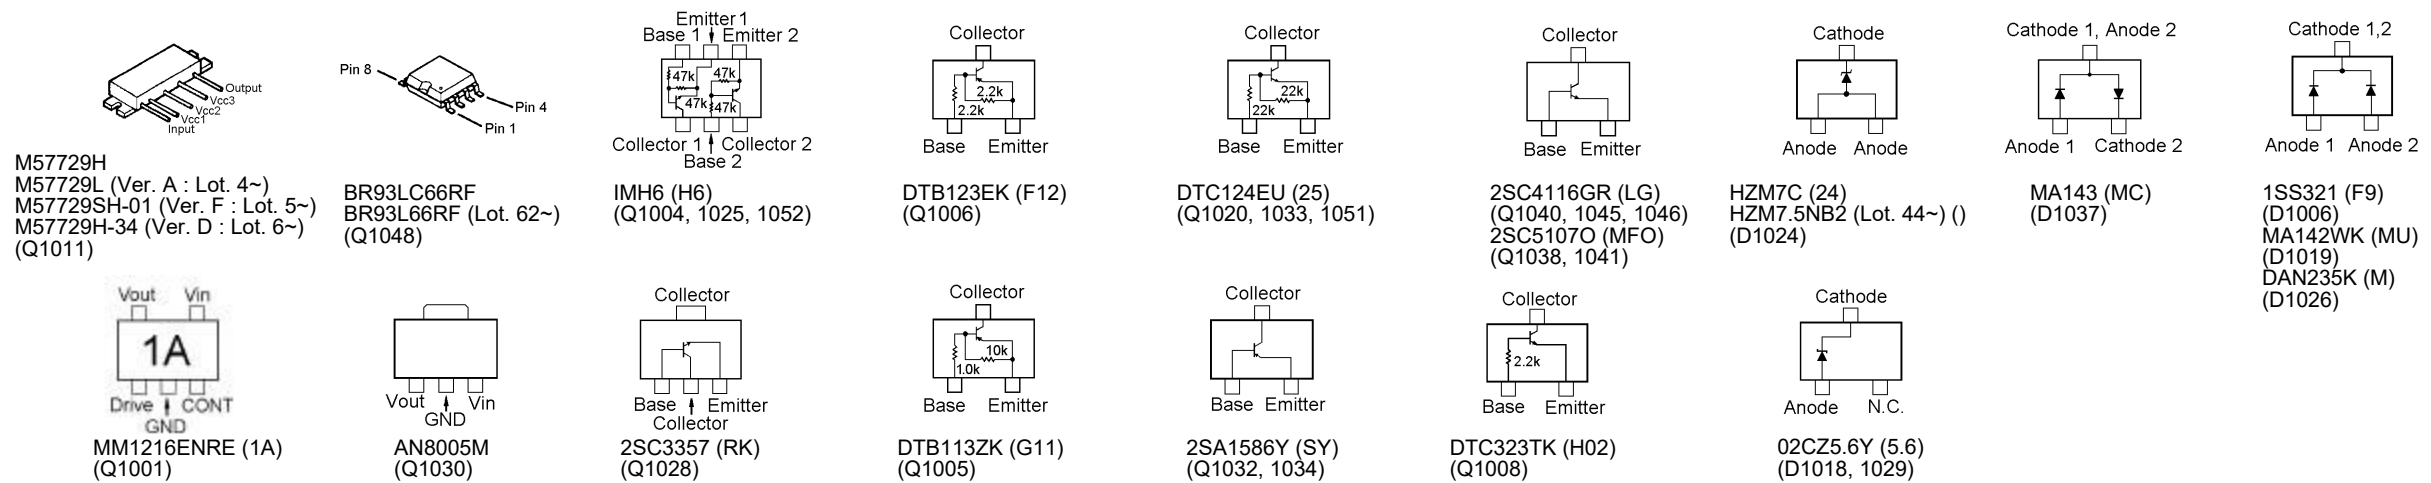 Output
Vcc3
Vcc2
Vcc1
Input
M57729H
M57729L (Ver. A : Lot. 4~)
M57729SH-01 (Ver. F : Lot. 5~)
M57729H-34 (Ver. D : Lot. 6~)
(Q1011)
Pin 8
Pin 4
Pin 1
BR93LC66RF
BR93L66RF (Lot. 62~)
(Q1048)
Emitter 1
Base 1 Emitter 2
47k 47k
47k 47k
Collector 1 Collector 2
Base 2
IMH6 (H6)
(Q1004, 1025, 1052)
Collector
2.2k
2.2k
Base Emitter
DTB123EK (F12)
(Q1006)
Collector
22k
22k
Base Emitter
DTC124EU (25)
(Q1020, 1033, 1051)
Collector
Base Emitter
2SC4116GR (LG)
(Q1040, 1045, 1046)
2SC5107O (MFO)
(Q1038, 1041)
Cathode
Anode Anode
HZM7C (24)
HZM7.5NB2 (Lot. 44~) ()
(D1024)
Cathode 1, Anode 2
Anode 1 Cathode 2
MA143 (MC)
(D1037)
Cathode 1,2
Anode 1 Anode 2
1SS321 (F9)
(D1006)
MA142WK (MU)
(D1019)
DAN235K (M)
(D1026)
Vout Vin
1A
Drive CONT
GND
MM1216ENRE (1A)
(Q1001)
Vout Vin
GND
AN8005M
(Q1030)
Collector
Base Emitter
Collector
2SC3357 (RK)
(Q1028)
Collector
10k
1.0k
Base Emitter
DTB113ZK (G11)
(Q1005)
Collector
Base Emitter
2SA1586Y (SY)
(Q1032, 1034)
Collector
2.2k
Base Emitter
DTC323TK (H02)
(Q1008)
Cathode
Anode N.C.
02CZ5.6Y (5.6)
(D1018, 1029)